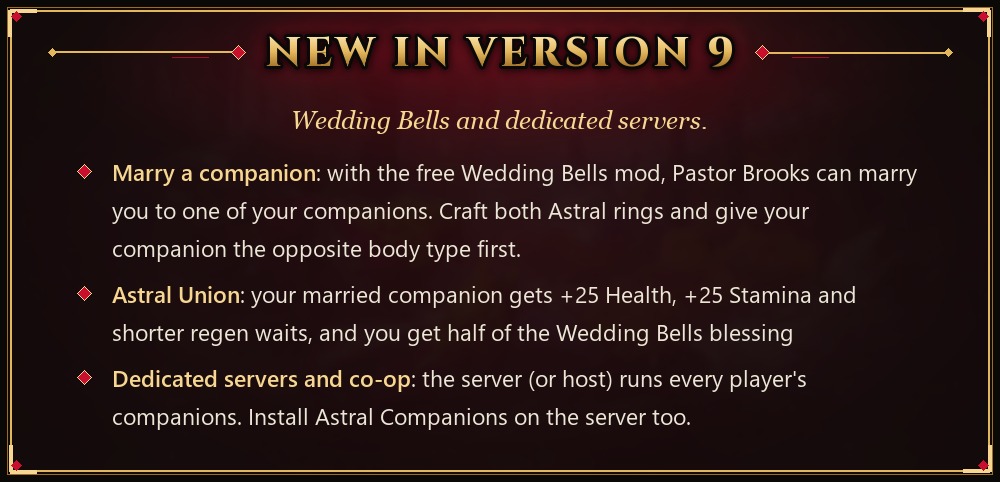 NEW IN VERSION 9
Wedding Bells and dedicated servers.
Marry a companion: with the free Wedding Bells mod, Pastor Brooks can marry
you to one of your companions. Craft both Astral rings and give your
companion the opposite body type first.
Astral Union: your married companion gets +25 Health, +25 Stamina and
shorter regen waits, and you get half of the Wedding Bells blessing
Dedicated servers and co-op: the server (or host) runs every player's
companions. Install Astral Companions on the server too.